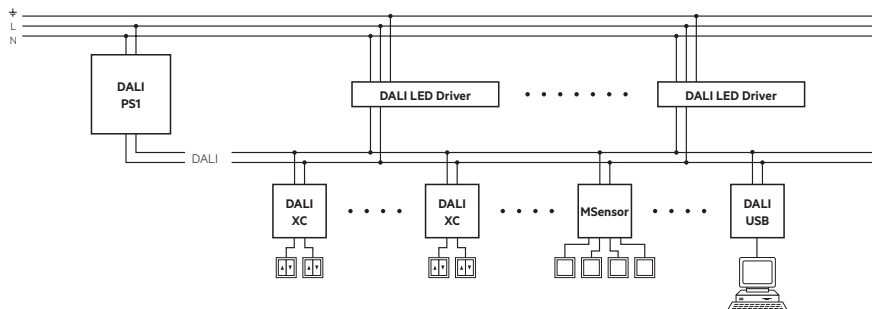 L
N
DALI
PS1
DALI LED Driver
DALI LED Driver
DALI
DALI
XC
DALI
XC
MSensor
DALI
USB